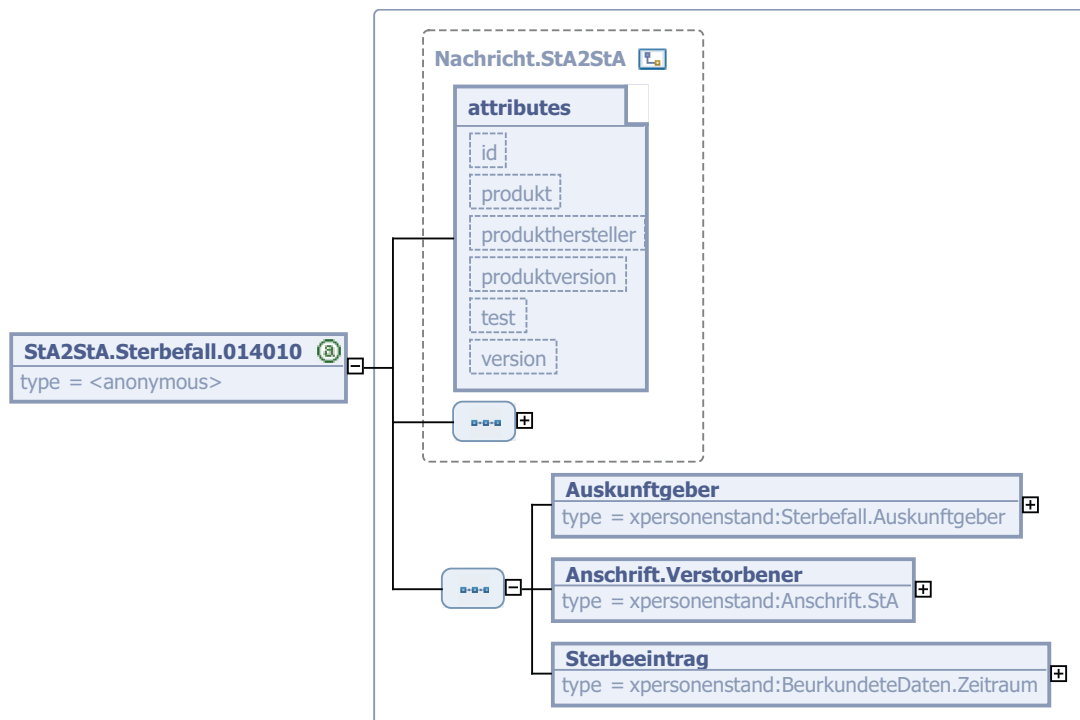 Nachricht.StA2StA
attributes
id
produkt
produkthersteller
produktversion
test
version
StA2StA.Sterbefall.014010 a
type = <anonymous>
Auskunftgeber
type = xpersonenstand:Sterbefall.Auskunftgeber
Anschrift.Verstorbener
type = xpersonenstand:Anschrift.StA
Sterbeeintrag
type = xpersonenstand:BeurkundeteDaten.Zeitraum